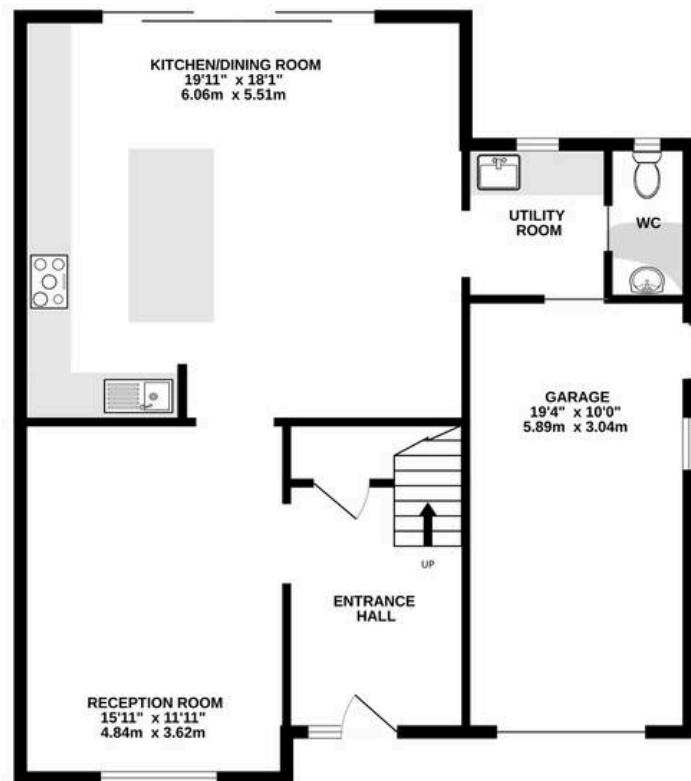 KITCHEN/DINING ROOM
19'11" x 18'1"
6.06m x 5.51m
UTILITY
ROOM
WC
GARAGE
19'4" x 10'0"
5.89m x 3.04m
UP
ENTRANCE
HALL
RECEPTION ROOM
15'11" x 11'11"
4.84m x 3.62m